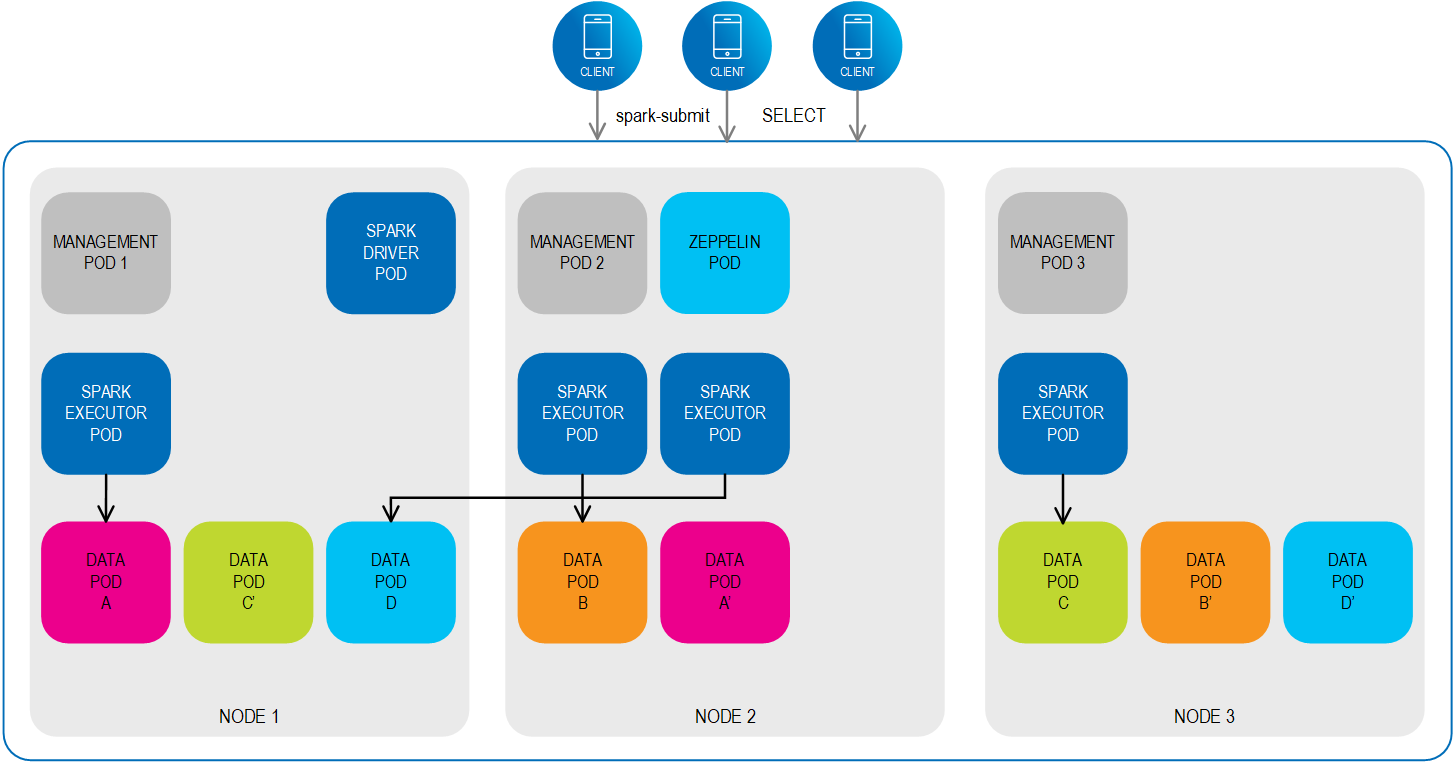 CLIENT
CLIENT
CLIENT
spark-submit
SELECT
MANAGEMENT
POD 1
SPARK
DRIVER
POD
MANAGEMENT
POD 2
ZEPPELIN
POD
MANAGEMENT
POD 3
SPARK
EXECUTOR
POD
SPARK
EXECUTOR
POD
SPARK
EXECUTOR
POD
SPARK
EXECUTOR
POD
DATA
POD
A
DATA
POD
C’
DATA
POD
D
DATA
POD
B
DATA
POD
A’
DATA
POD
C
DATA
POD
B’
DATA
POD
D’
NODE 1
NODE 2
NODE 3